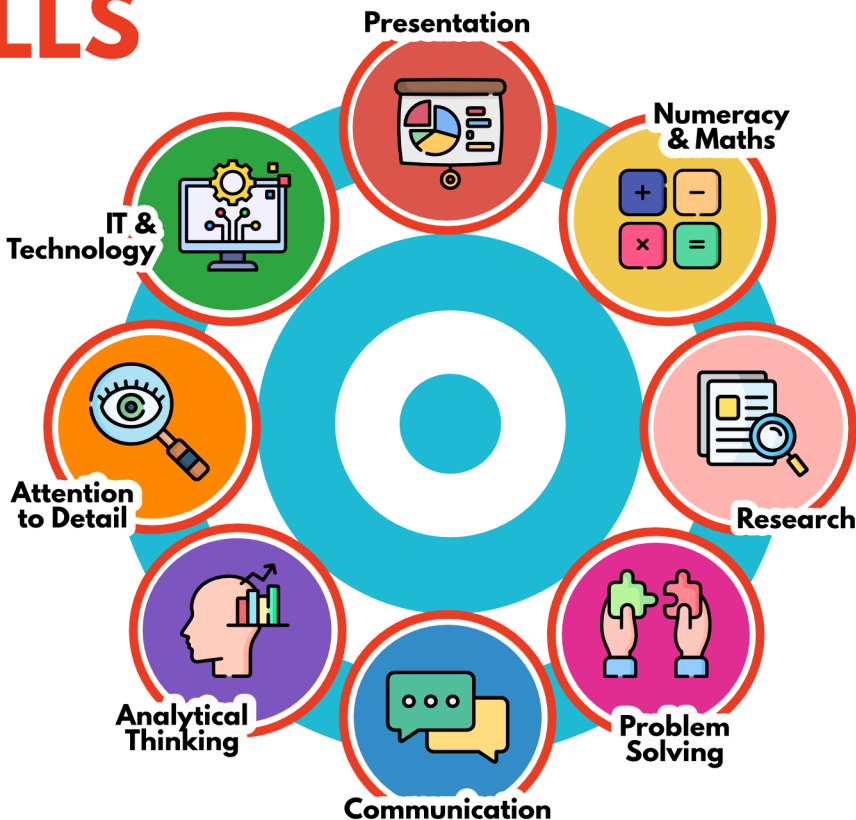 LLS
Presentation
Numeracy
& Maths
IT &
Technology
Attention
to Detail
Research
Analytical
Thinking
Problem
Solving
Communication